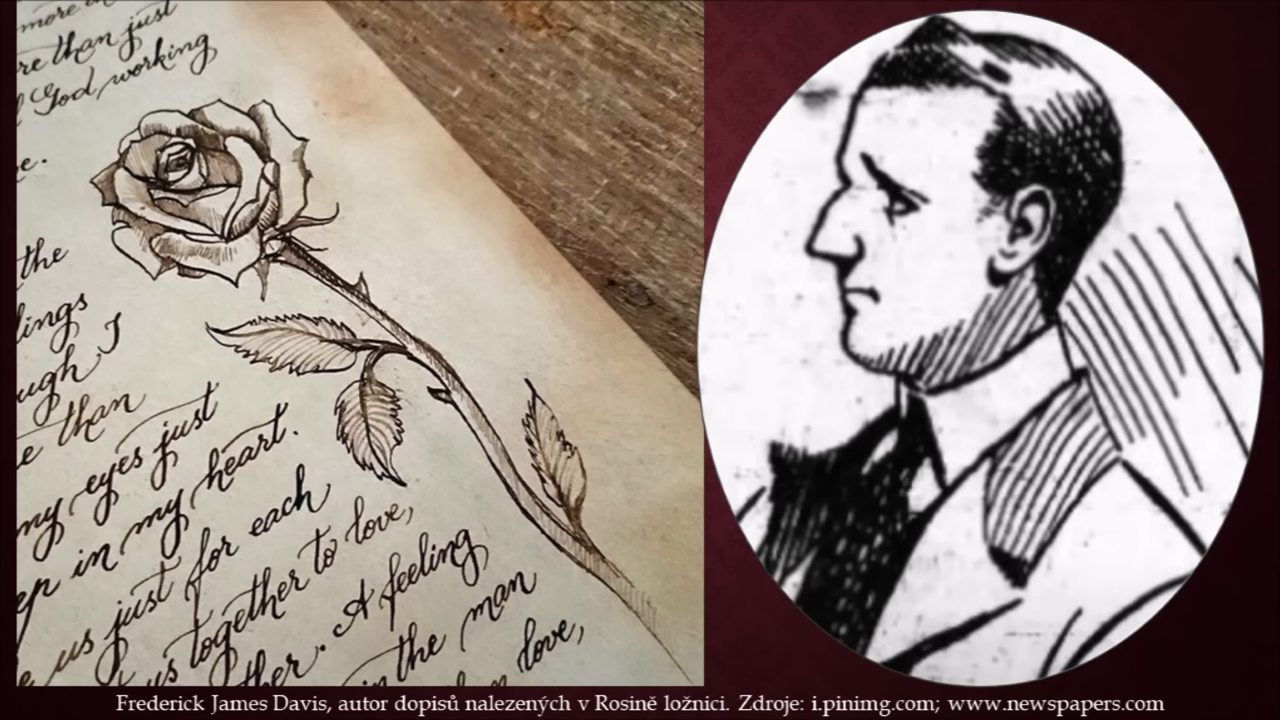 more
re than just
God, working
e.
the
lings
ough I
e than
my eyes just
ep in my heart.
us just for each
us together to love,
ther. A feeling
in the man
love,
Frederick James Davis, autor dopisů nalezených v Rosině ložnici. Zdroje: i.pinimg.com; www.newspapers.com